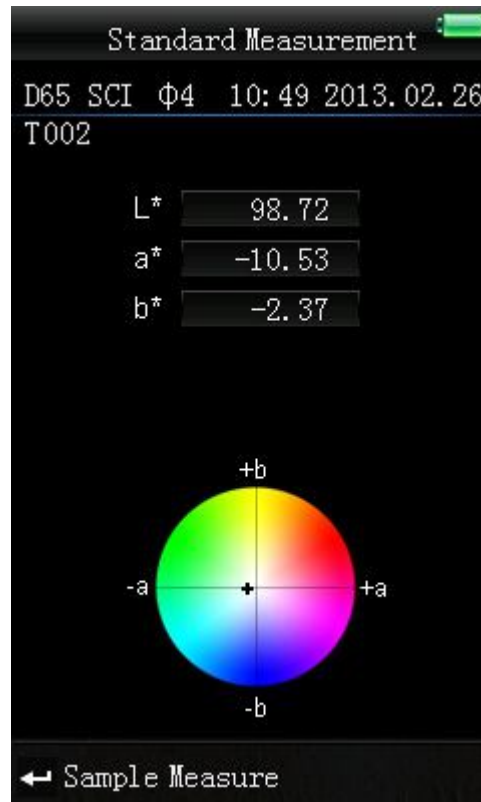 Standard Measurement
D65 SCI Φ4 10:49 2013.02.26
T002
L* 98.72
a* -10.53
b* -2.37
+b
-a +a
-b
Sample Measure